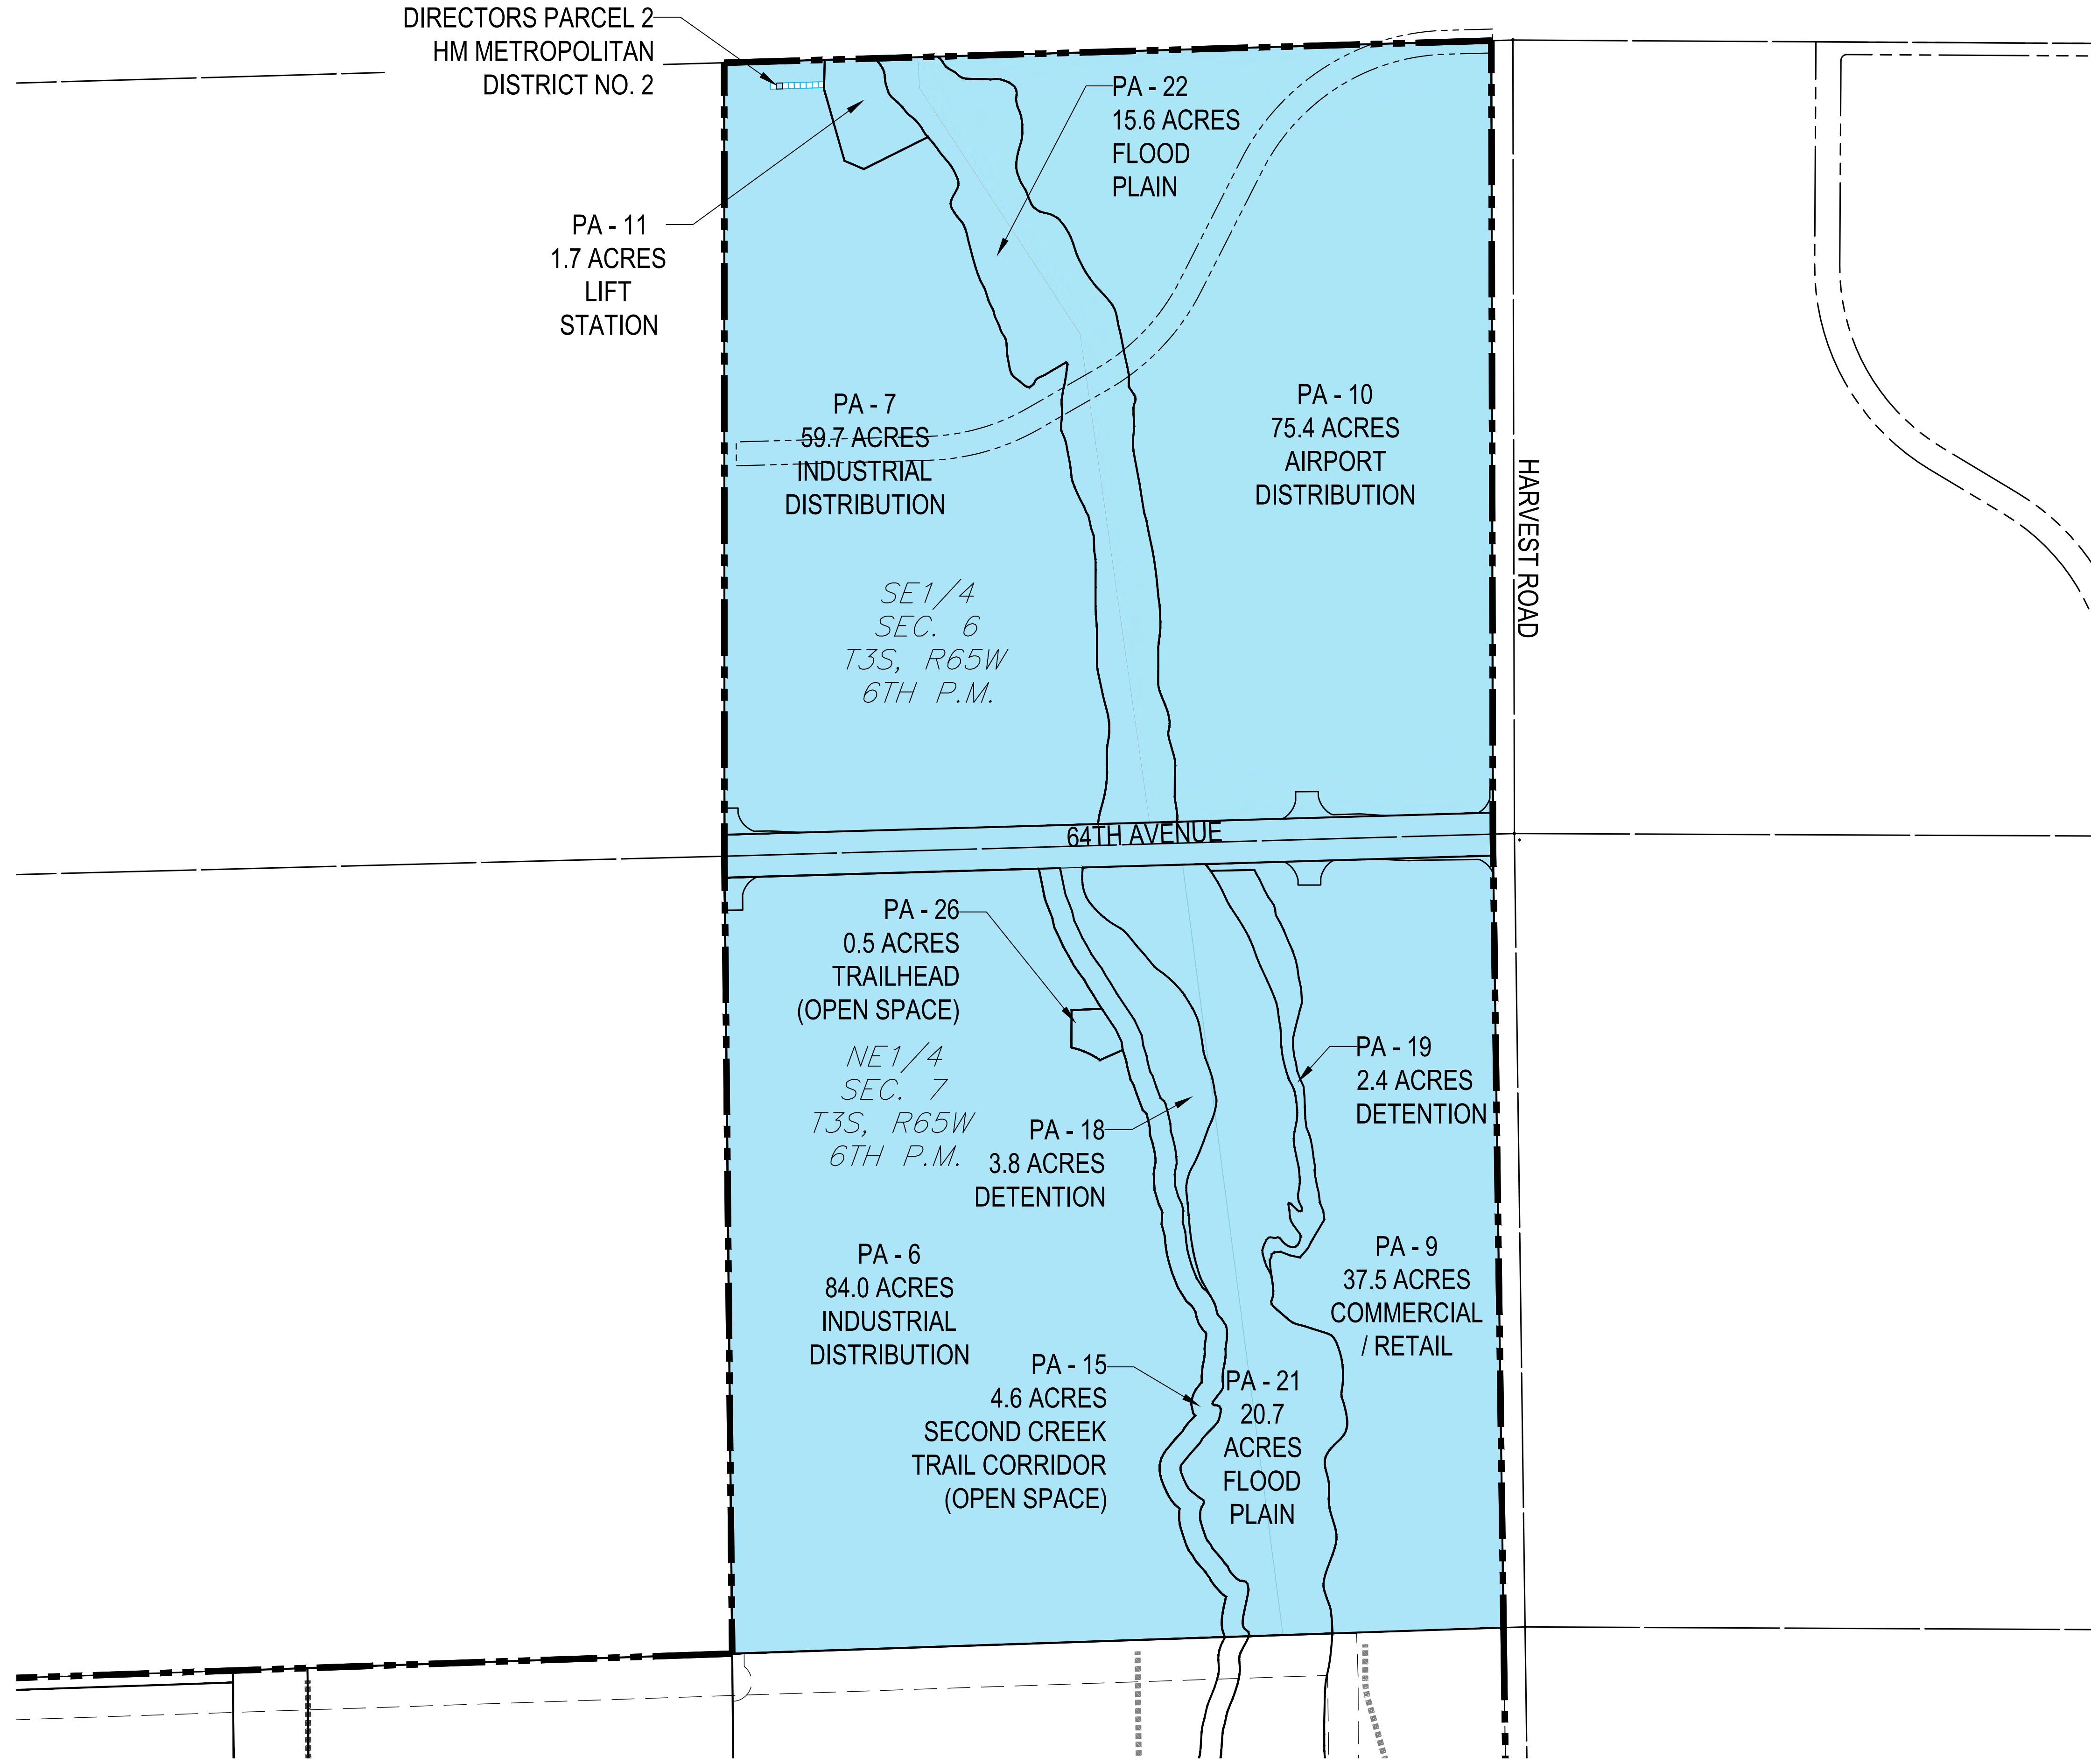 DIRECTORS PARCEL 2
HM METROPOLITAN
DISTRICT NO. 2
PA - 22
15.6 ACRES
FLOOD
PLAIN
PA - 11
1.7 ACRES
LIFT
STATION
PA - 7
59.7 ACRES
INDUSTRIAL
DISTRIBUTION
PA - 10
75.4 ACRES
AIRPORT
DISTRIBUTION
HARVEST ROAD
SE1/4
SEC. 6
T3S, R65W
6TH P.M.
64TH AVENUE
PA - 26
0.5 ACRES
TRAILHEAD
(OPEN SPACE)
NE1/4
SEC. 7
T3S, R65W
6TH P.M.
PA - 19
2.4 ACRES
DETENTION
PA - 18
3.8 ACRES
DETENTION
PA - 6
84.0 ACRES
INDUSTRIAL
DISTRIBUTION
PA - 9
37.5 ACRES
COMMERCIAL
/ RETAIL
PA - 15
4.6 ACRES
SECOND CREEK
TRAIL CORRIDOR
(OPEN SPACE)
PA - 21
20.7
ACRES
FLOOD
PLAIN